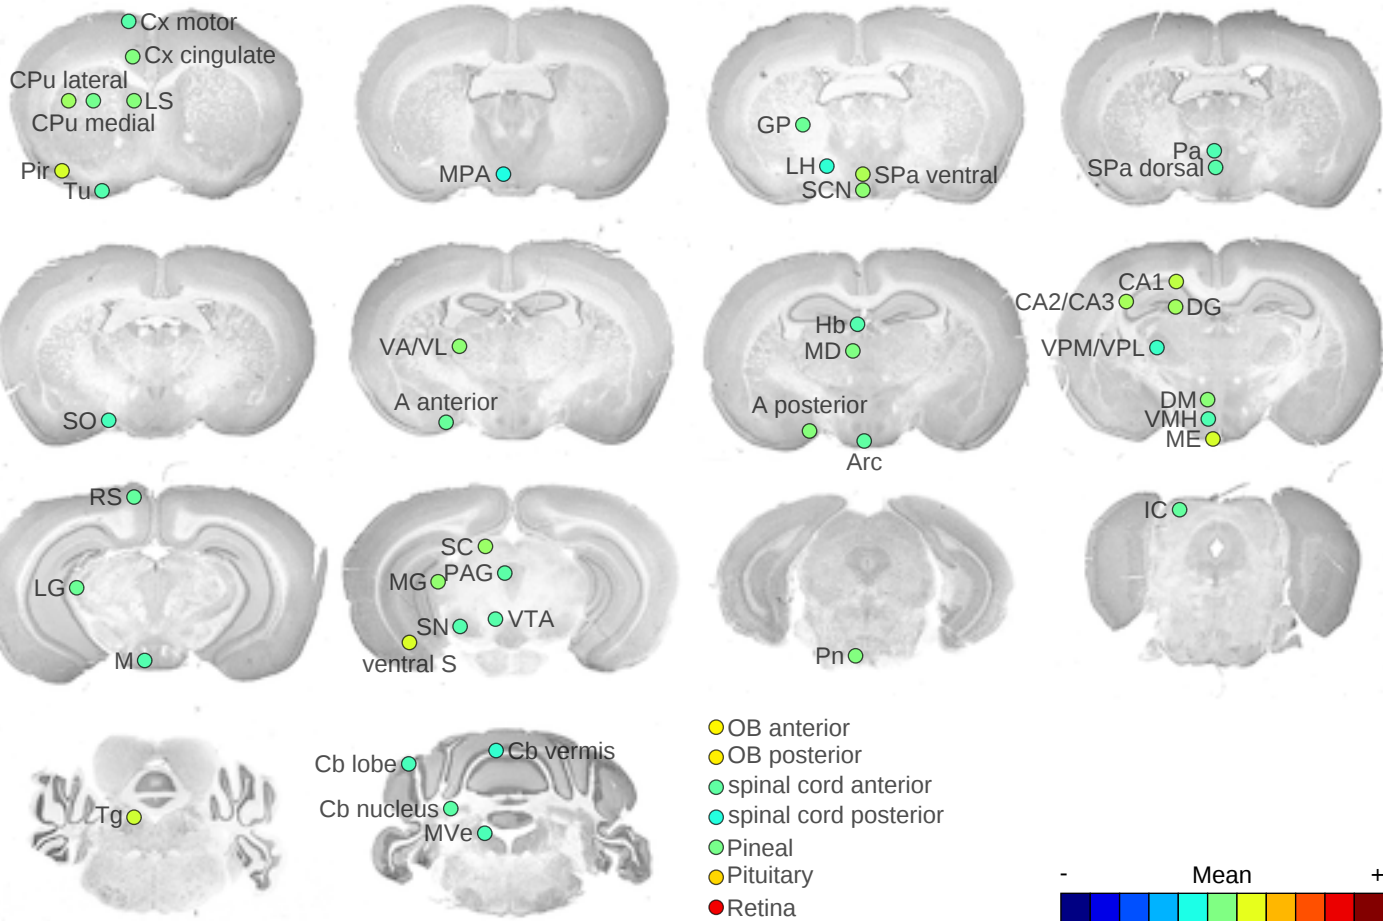 Cx motor
Cx cingulate
CPu lateral
LS
CPu medial
Pir
Tu
MPA
GP
LH
SPa ventral
SCN
Pa
SPa dorsal
SO
VA/VL
A anterior
Hb
MD
A posterior
Arc
CA1
CA2/CA3
DG
VPM/VPL
DM
VMH
ME
RS
LG
M
SC
MG
PAG
SN
VTA
ventral S
Pn
IC
Tg
Cb lobe
Cb vermis
Cb nucleus
MVe
OB anterior
OB posterior
spinal cord anterior
spinal cord posterior
Pineal
Pituitary
Retina
- Mean +